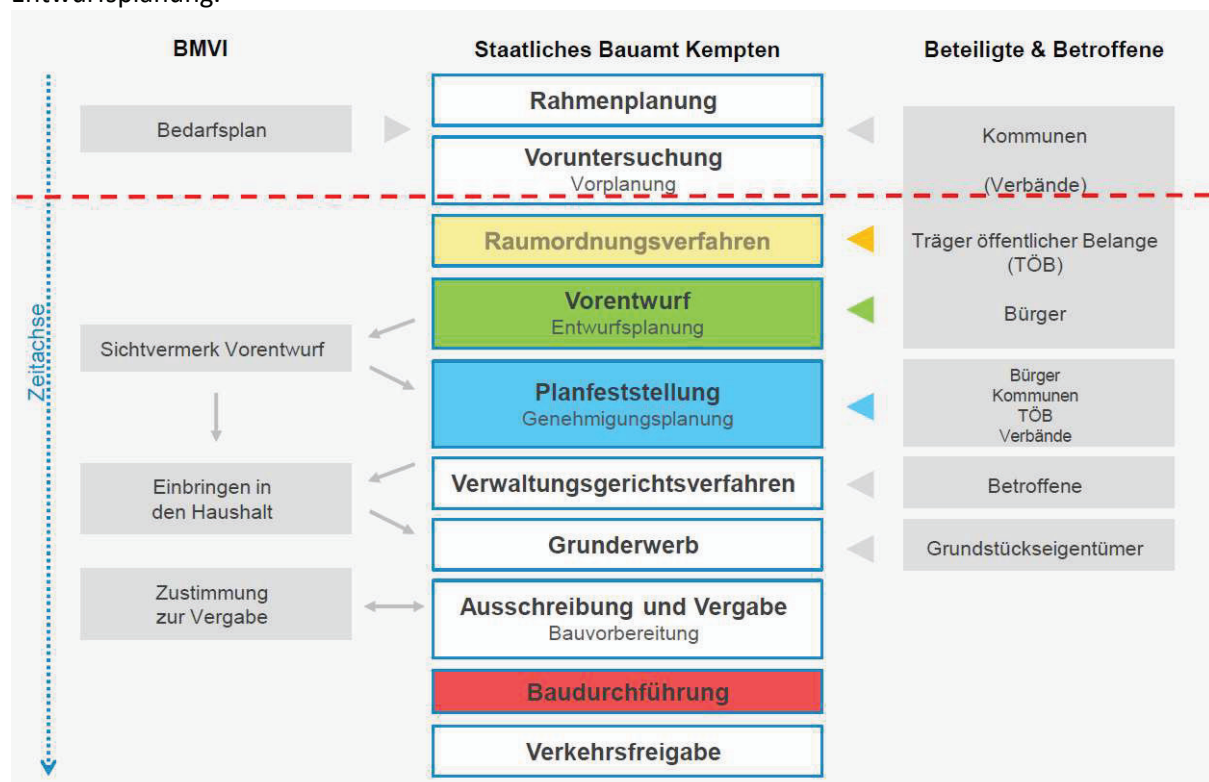 Entwurfsplanung.
BMVI
Staatliches Bauamt Kempten
Beteiligte & Betroffene
Zeitachse
Bedarfsplan
Sichtvermerk Vorentwurf
Einbringen in
den Haushalt
Zustimmung
zur Vergabe
Rahmenplanung
Voruntersuchung
Vorplanung
Raumordnungsverfahren
Vorentwurf
Entwurfsplanung
Planfeststellung
Genehmigungsplanung
Verwaltungsgerichtsverfahren
Grunderwerb
Ausschreibung und Vergabe
Bauvorbereitung
Baudurchführung
Verkehrsfreigabe
Kommunen
(Verbände)
Träger öffentlicher Belange
(TÖB)
Bürger
Bürger
Kommunen
TÖB
Verbände
Betroffene
Grundstückseigentümer